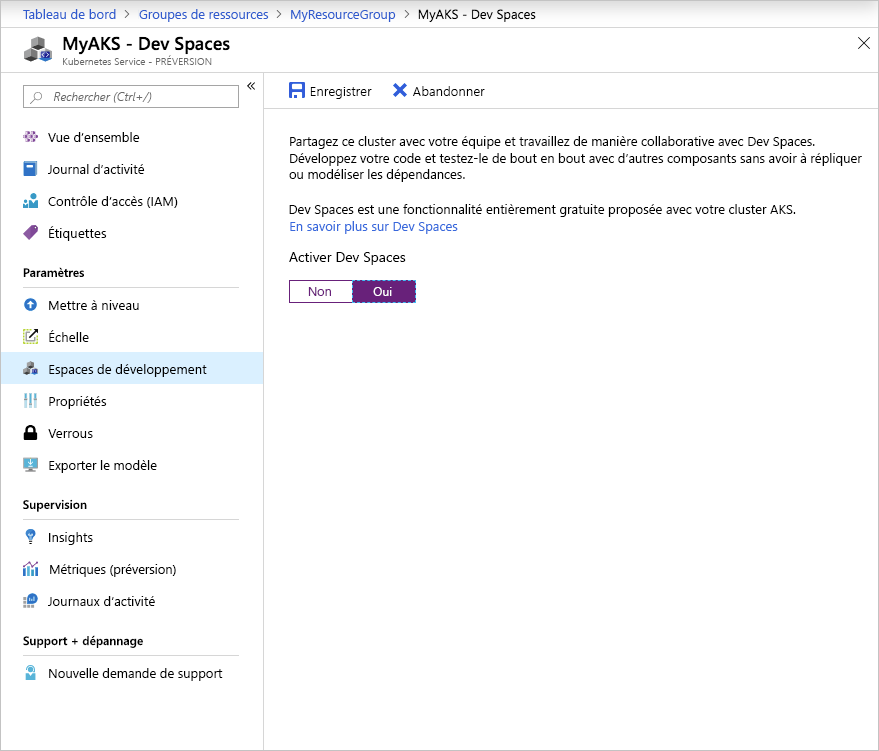 Tableau de bord > Groupes de ressources > MyResourceGroup > MyAKS - Dev Spaces
MyAKS - Dev Spaces
Kubernetes Service - PRÉVERSION
Rechercher (Ctrl+/)
«
Vue d’ensemble
Journal d’activité
Contrôle d’accès (IAM)
Étiquettes
Paramètres
Mettre à niveau
Échelle
Espaces de développement
Propriétés
Verrous
Exporter le modèle
Supervision
Insights
Métriques (préversion)
Journaux d’activité
Support + dépannage
Nouvelle demande de support
Enregistrer Abandonner
Partagez ce cluster avec votre équipe et travaillez de manière collaborative avec Dev Spaces.
Développez votre code et testez-le de bout en bout avec d’autres composants sans avoir à répliquer
ou modéliser les dépendances.
Dev Spaces est une fonctionnalité entièrement gratuite proposée avec votre cluster AKS.
En savoir plus sur Dev Spaces
Activer Dev Spaces
Non Oui